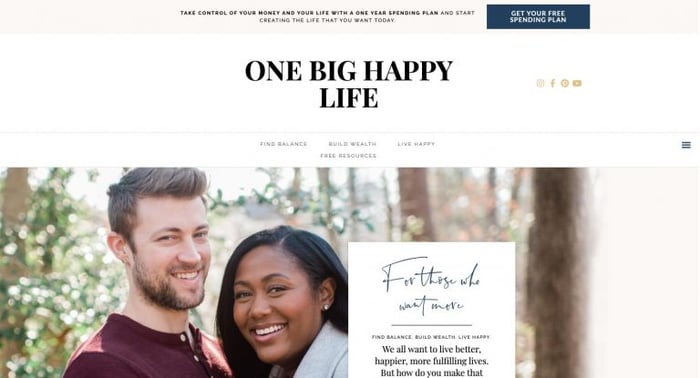 TAKE CONTROL OF YOUR MONEY AND YOUR LIFE WITH A ONE YEAR SPENDING PLAN AND START
CREATING THE LIFE THAT YOU WANT TODAY.
GET YOUR FREE
SPENDING PLAN
ONE BIG HAPPY
LIFE
FIND BALANCE
BUILD WEALTH
LIVE HAPPY
FREE RESOURCES
For those who
want more
FIND BALANCE. BUILD WEALTH. LIVE HAPPY.
We all want to live better,
happier, more fulfilling lives.
But how do you make that